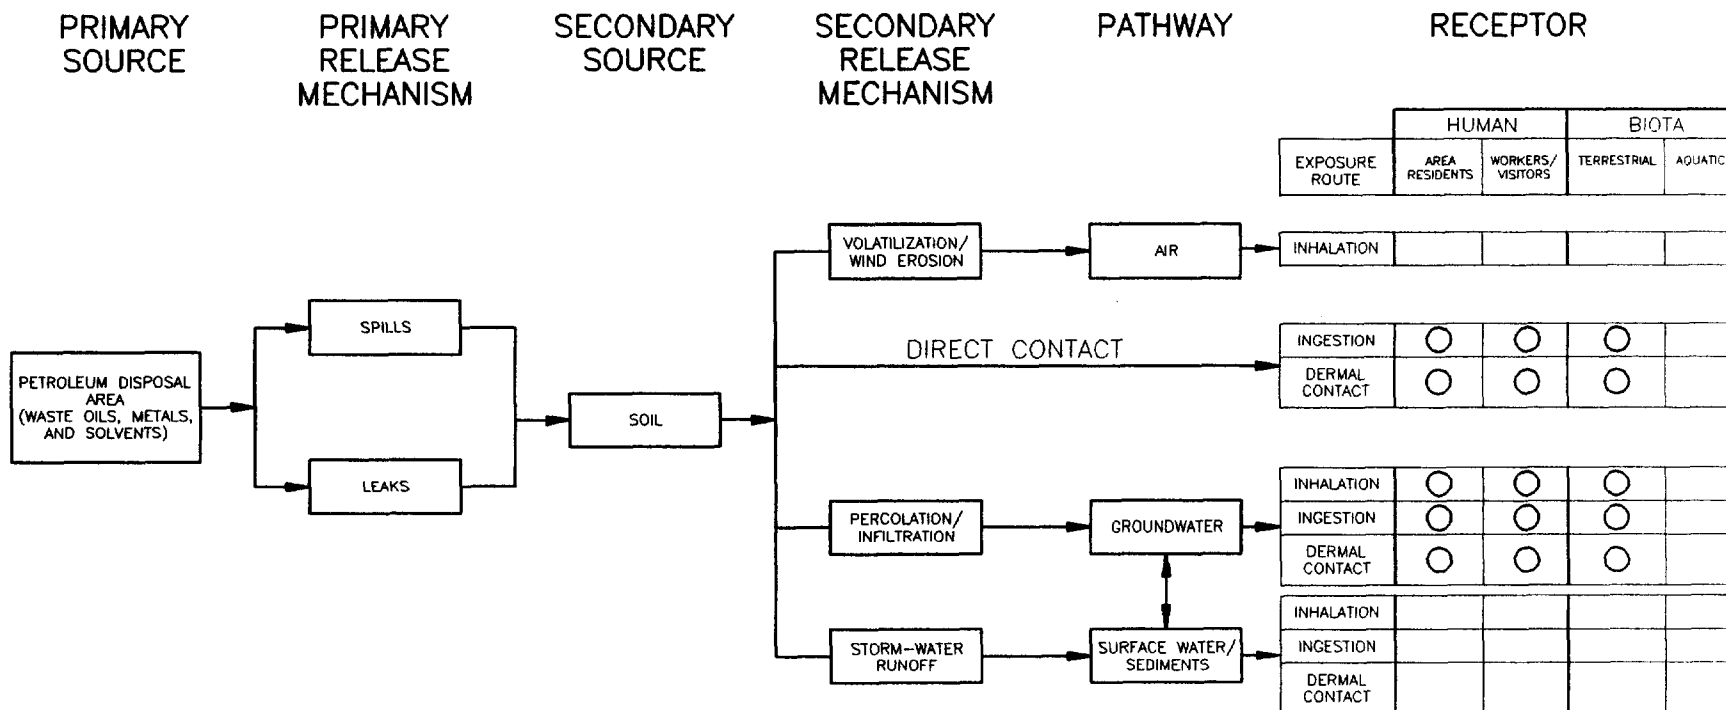 PRIMARY
SOURCE
PRIMARY
RELEASE
MECHANISM
SECONDARY
SOURCE
SECONDARY
RELEASE
MECHANISM
PATHWAY
RECEPTOR
HUMAN
BIOTA
EXPOSURE
ROUTE
AREA
RESIDENTS
WORKERS/
VISITORS
TERRESTRIAL
AQUATIC
VOLATILIZATION/
WIND EROSION
AIR
INHALATION
SPILLS
DIRECT CONTACT
INGESTION
DERMAL
CONTACT
PETROLEUM DISPOSAL
AREA
(WASTE OILS, METALS,
AND SOLVENTS)
SOIL
LEAKS
PERCOLATION/
INFILTRATION
GROUNDWATER
INHALATION
INGESTION
DERMAL
CONTACT
STORM-WATER
RUNOFF
SURFACE WATER/
SEDIMENTS
INHALATION
INGESTION
DERMAL
CONTACT